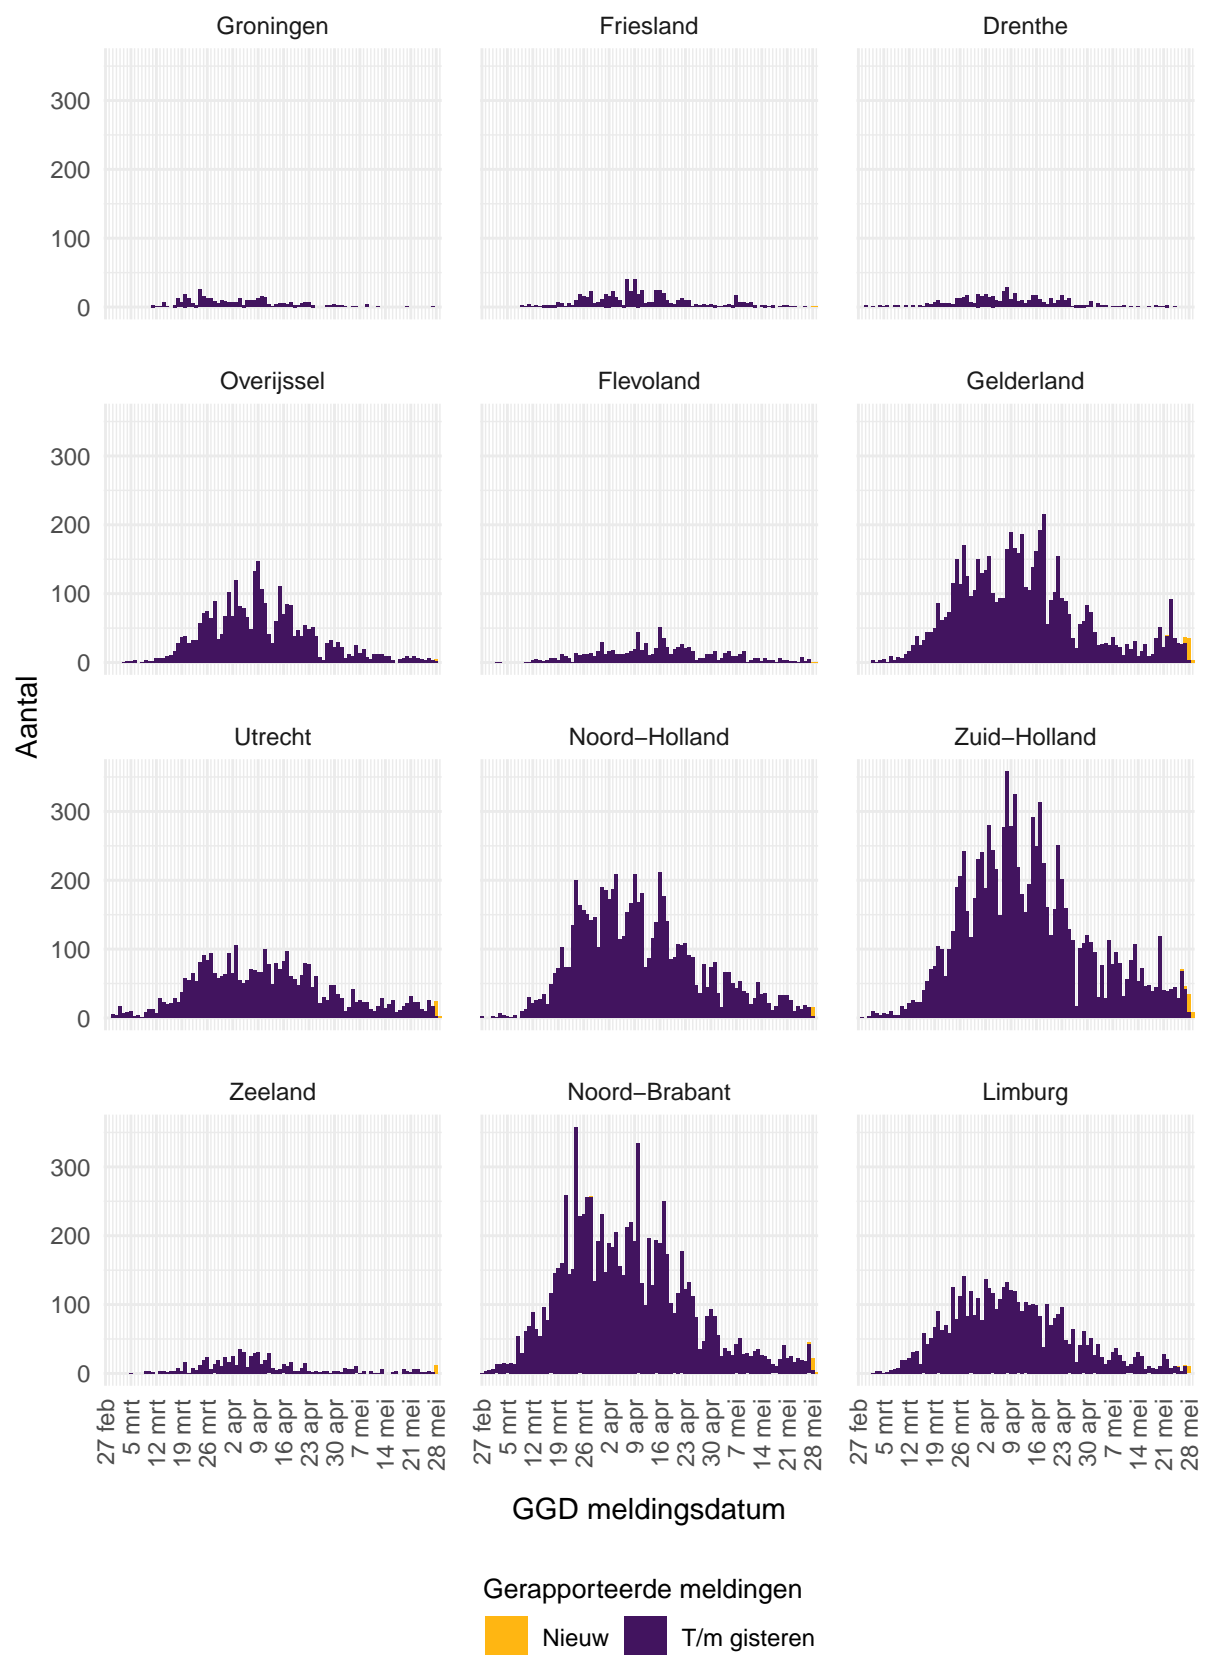 Groningen Friesland Drenthe
300
200
100
0
Overijssel Flevoland Gelderland
300
200
100
0
Aantal
Utrecht Noord−Holland Zuid−Holland
300
200
100
0
Zeeland Noord−Brabant Limburg
300
200
100
0
27 feb 5 mrt 12 mrt 19 mrt 26 mrt 2 apr 9 apr 16 apr 23 apr 30 apr 7 mei 14 mei 21 mei 28 mei 27 feb 5 mrt 12 mrt 19 mrt 26 mrt 2 apr 9 apr 16 apr 23 apr 30 apr 7 mei 14 mei 21 mei 28 mei 27 feb 5 mrt 12 mrt 19 mrt 26 mrt 2 apr 9 apr 16 apr 23 apr 30 apr 7 mei 14 mei 21 mei 28 mei
GGD meldingsdatum
Gerapporteerde meldingen
Nieuw T/m gisteren